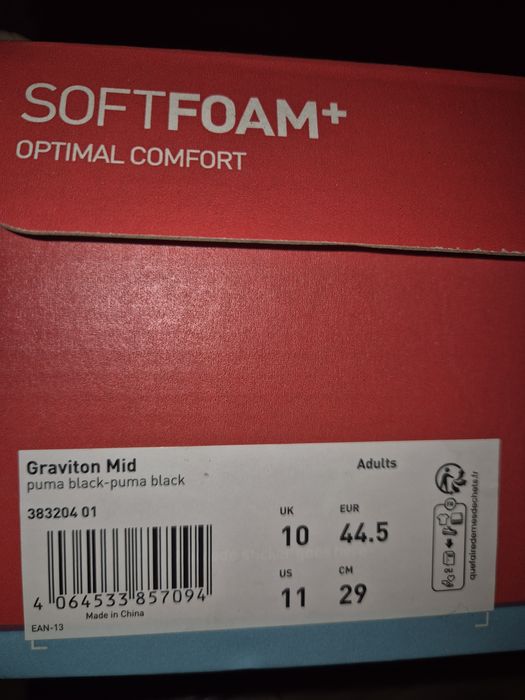 SOFTFOAM+
OPTIMAL COMFORT
Graviton Mid
Adults
puma black-puma black
383204 01
UK
10
EUR
44.5
US
11
CM
29
4 064533 857094
Made in China
EAN-13
quefairedemesdechets.fr